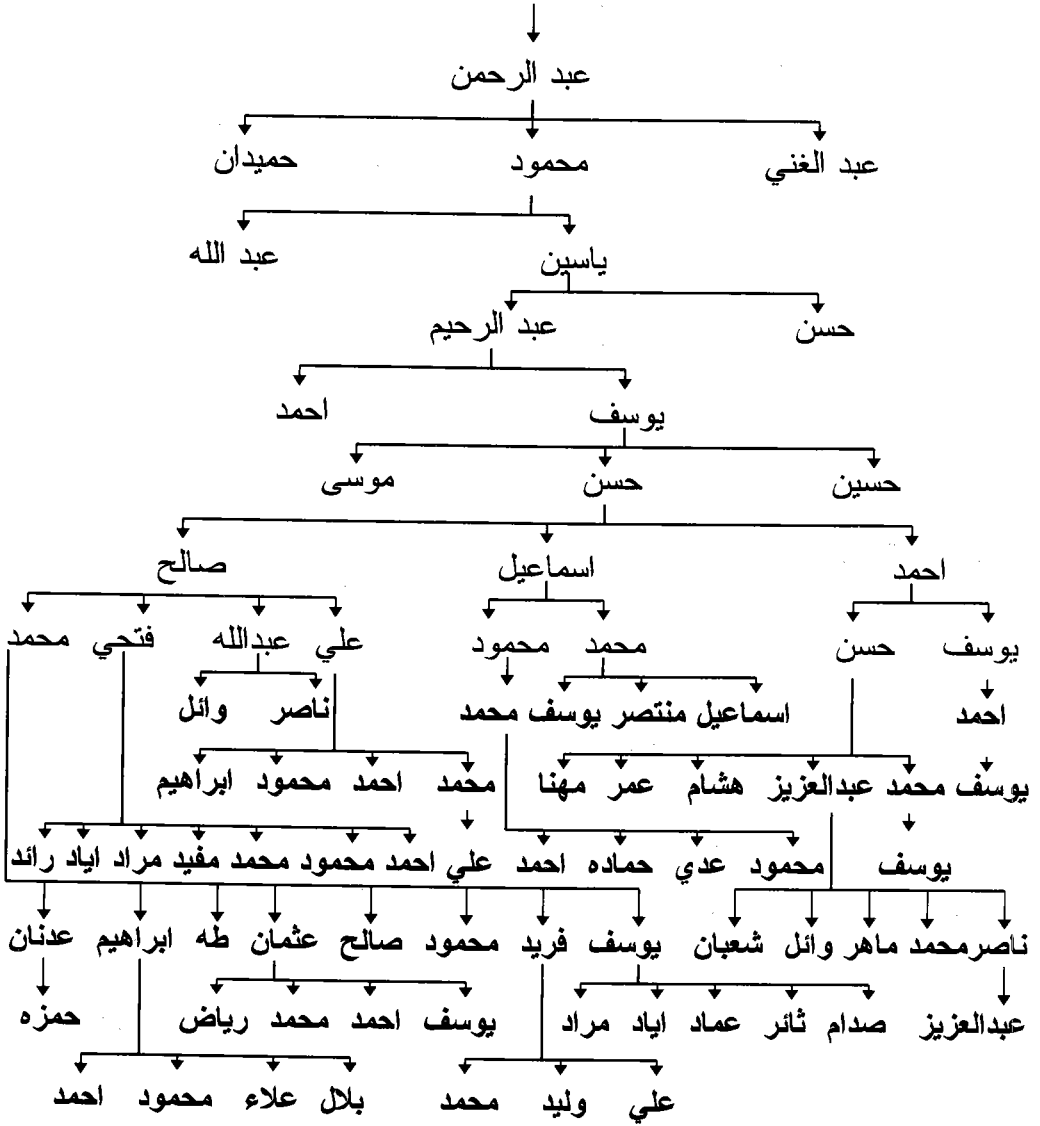 عبد الرحمن
عبد الغني محمود حميدان
ياسين عبد الله
حسن عبد الرحيم
يوسف احمد
حسين حسن موسى
احمد اسماعيل صالح
يوسف حسن محمد محمود علي عبدالله فتحي محمد
احمد اسماعيل منتصر يوسف محمد ناصر وائل
يوسف محمد عبدالعزيز هشام عمر مهنا محمد احمد محمود ابراهيم
يوسف محمود عدي حماده احمد علي احمد محمود محمد مفيد مراد اياد رائد
ناصر محمد ماهر وائل شعبان يوسف فريد محمود صالح عثمان طه ابراهيم عدنان
عبدالعزيز صدام ثائر عماد اياد مراد يوسف احمد محمد رياض حمزه
علي وليد محمد بلال علاء محمود احمد